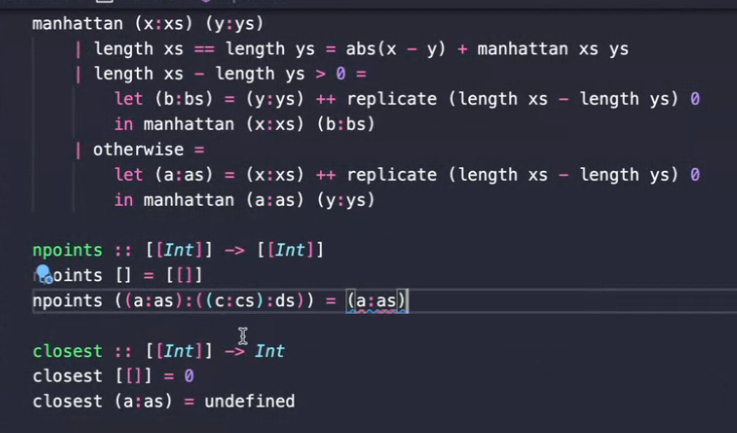 manhattan (x:xs) (y:ys)
    | length xs == length ys = abs(x - y) + manhattan xs ys
    | length xs - length ys > 0 =
        let (b:bs) = (y:ys) ++ replicate (length xs - length ys) 0
        in manhattan (x:xs) (b:bs)
    | otherwise =
        let (a:as) = (x:xs) ++ replicate (length xs - length ys) 0
        in manhattan (a:as) (y:ys)
npoints :: [[Int]] -> [[Int]]
npoints [] = [[]]
npoints ((a:as):((c:cs):ds)) = (a:as)
closest :: [[Int]] -> Int
closest [[]] = 0
closest (a:as) = undefined